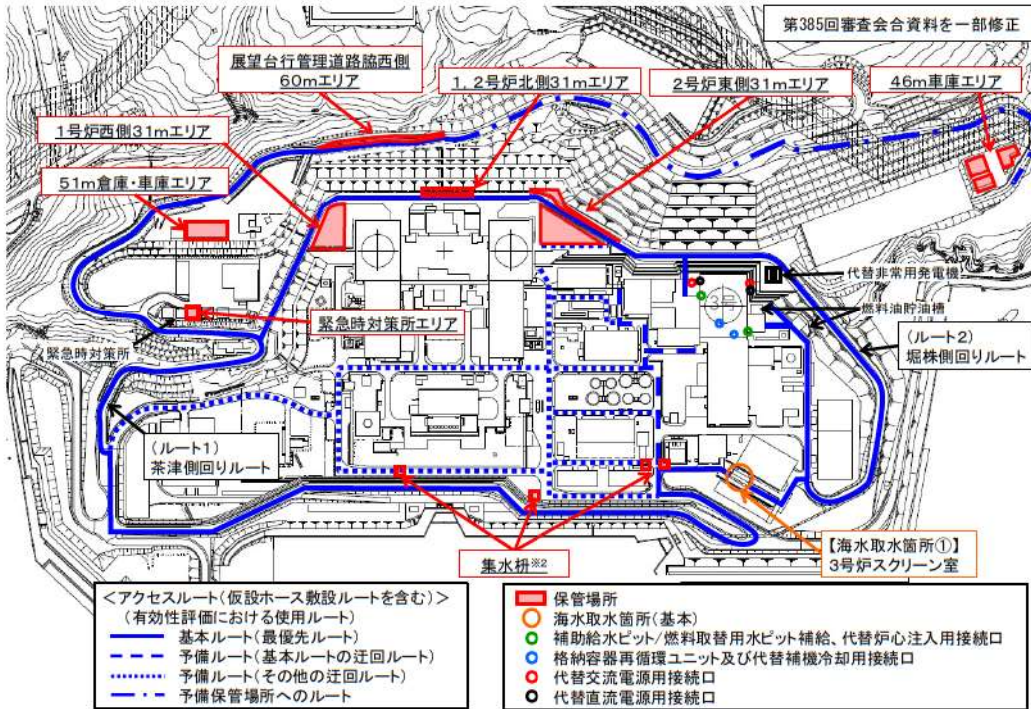 第385回審査会合資料を一部修正
展望台行管理道路脇西側
60mエリア
1，2号炉北側31mエリア
2号炉東側31mエリア
46m車庫エリア
1号炉西側31mエリア
51m倉庫・車庫エリア
代替非常用発電機
3号
燃料油貯油槽
緊急時対策所エリア
緊急時対策所
(ルート2)
堀株側回りルート
(ルート1)
茶津側回りルート
集水枡※2
【海水取水箇所①】
3号炉スクリーン室
＜アクセスルート(仮設ホース敷設ルートを含む)＞
(有効性評価における使用ルート)
基本ルート(最優先ルート)
予備ルート(基本ルートの迂回ルート)
予備ルート(その他の迂回ルート)
予備保管場所へのルート
保管場所
海水取水箇所(基本)
補助給水ピット/燃料取替用水ピット補給、代替炉心注入用接続口
格納容器再循環ユニット及び代替補機冷却用接続口
代替交流電源用接続口
代替直流電源用接続口